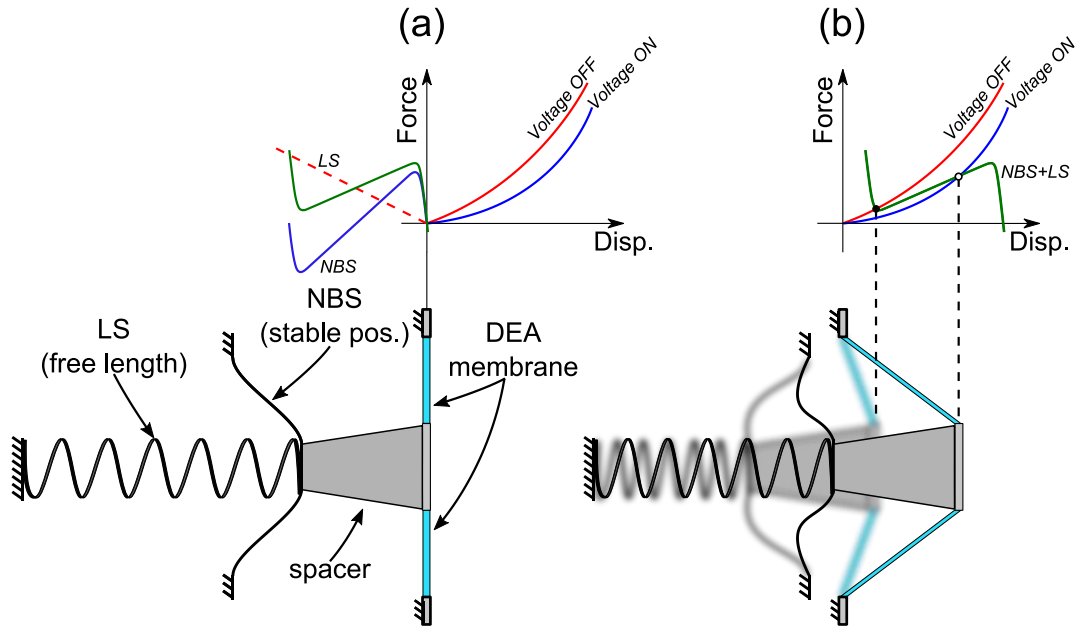 (a)
Force
Voltage OFF
Voltage ON
LS
NBS
Disp.
NBS
(stable pos.)
LS
(free length)
DEA
membrane
spacer
(b)
Force
Voltage OFF
Voltage ON
NBS+LS
Disp.